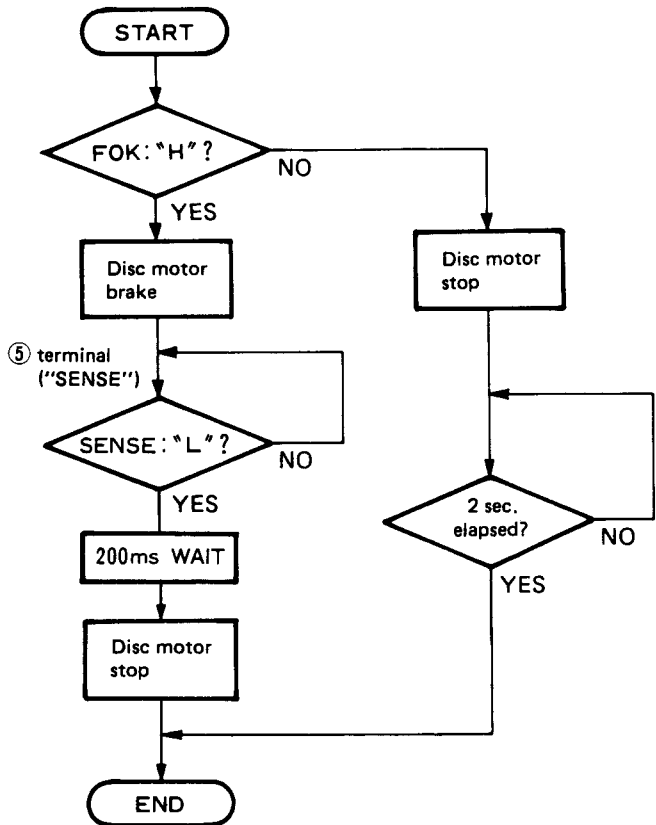 START
FOK: "H" ?
NO
YES
Disc motor
brake
Disc motor
stop
⑤ terminal
("SENSE")
SENSE: "L" ?
NO
YES
2 sec.
elapsed?
NO
YES
200ms WAIT
Disc motor
stop
END